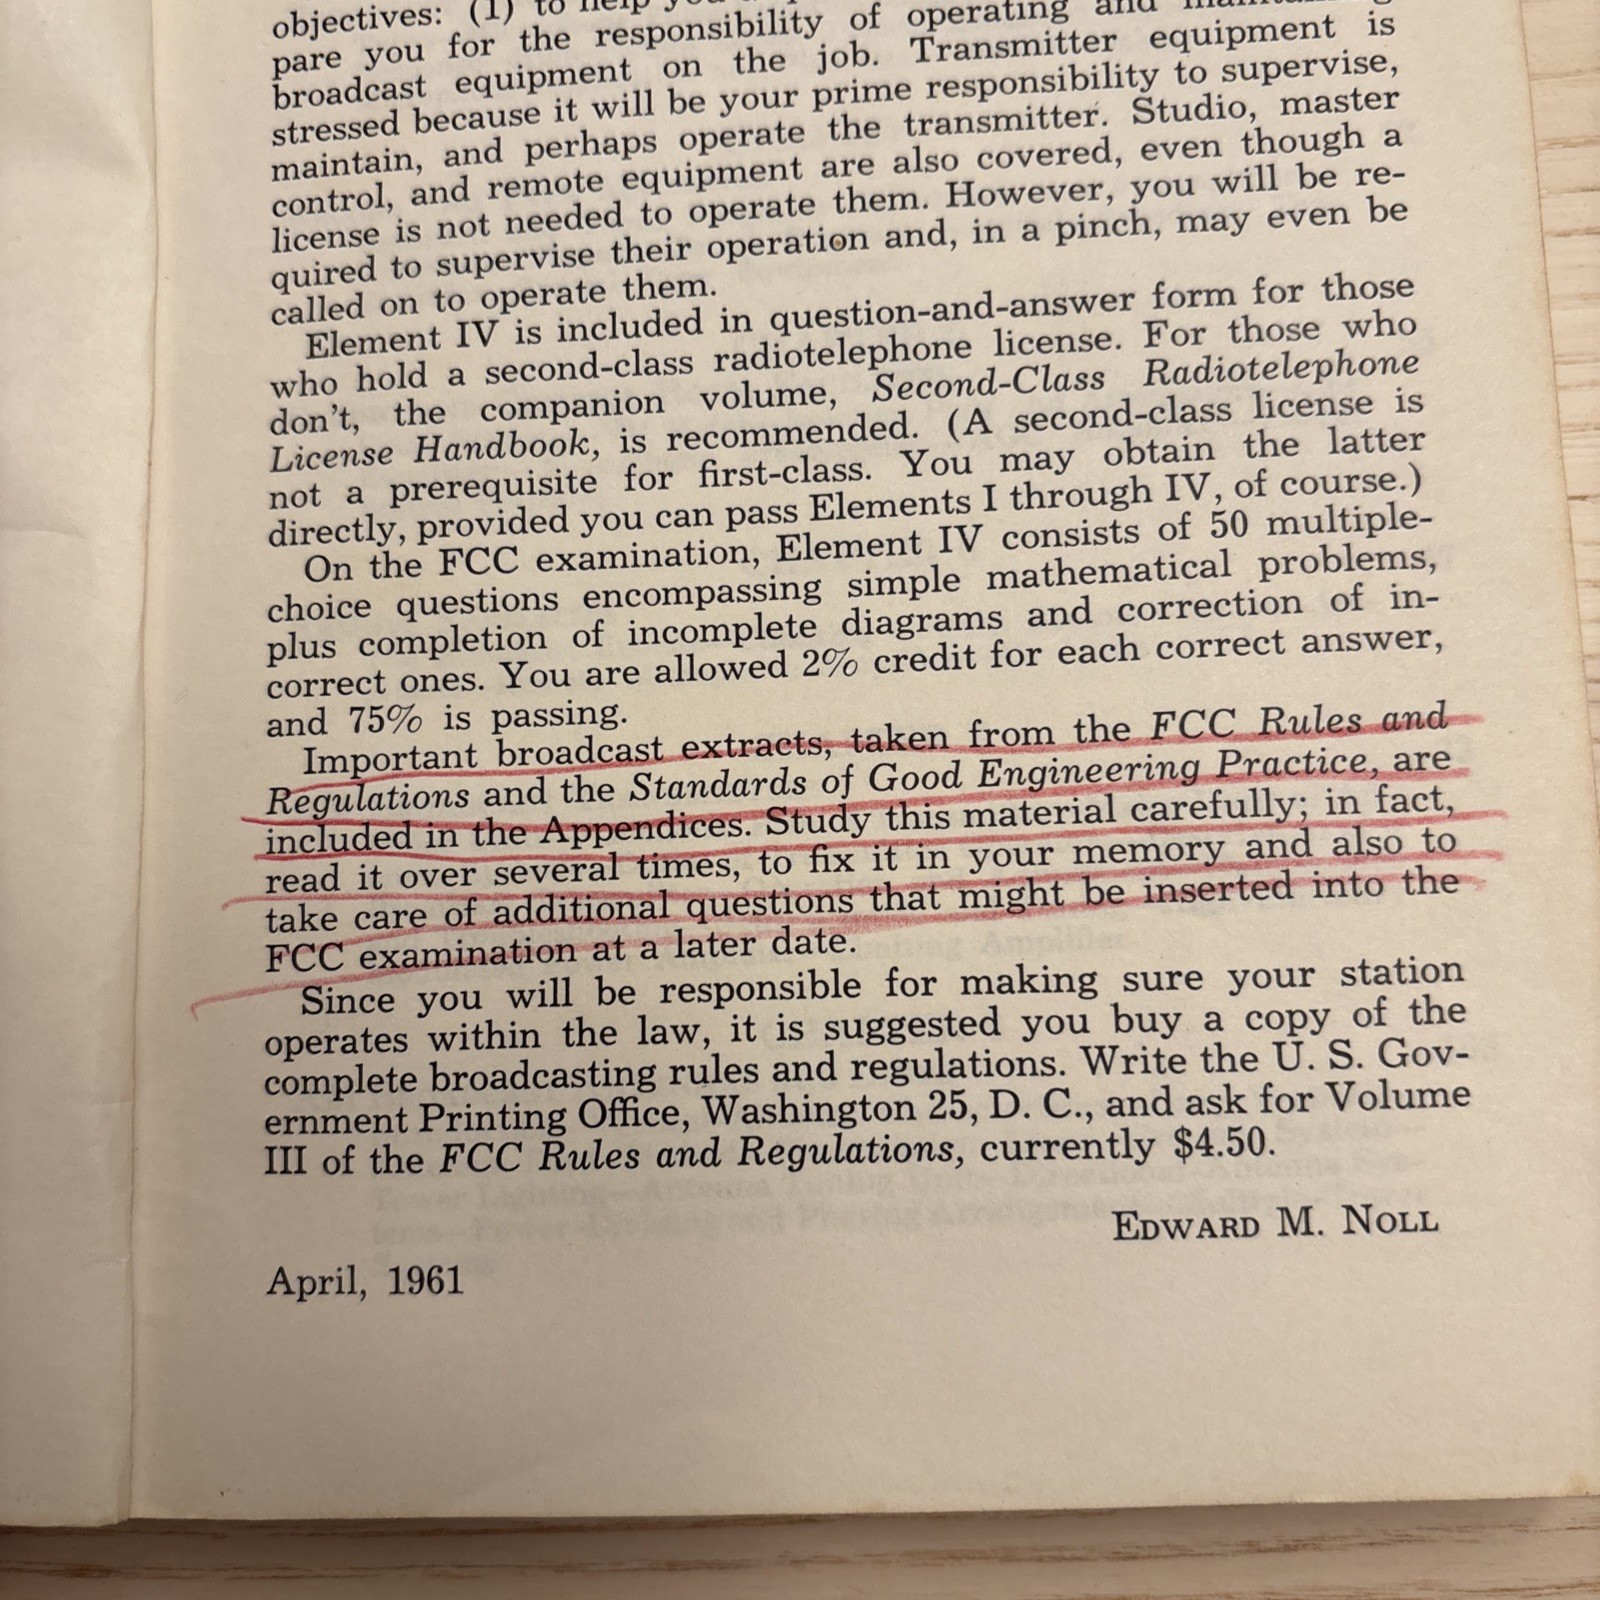 objectives: (1) to help you
pare you for the responsibility of operating and
broadcast equipment on the job. Transmitter equipment is
stressed because it will be your prime responsibility to supervise,
maintain, and perhaps operate the transmitter. Studio, master
control, and remote equipment are also covered, even though a
license is not needed to operate them. However, you will be re-
quired to supervise their operation and, in a pinch, may even be
called on to operate them.
Element IV is included in question-and-answer form for those
who hold a second-class radiotelephone license. For those who
don't, the companion volume, Second-Class Radiotelephone
License Handbook, is recommended. (A second-class license is
not a prerequisite for first-class. You may obtain the latter
directly, provided you can pass Elements I through IV, of course.)
On the FCC examination, Element IV consists of 50 multiple-
choice questions encompassing simple mathematical problems,
plus completion of incomplete diagrams and correction of in-
correct ones. You are allowed 2% credit for each correct answer,
and 75% is passing.
Important broadcast extracts, taken from the FCC Rules and
Regulations and the Standards of Good Engineering Practice, are
included in the Appendices. Study this material carefully; in fact,
read it over several times, to fix it in your memory and also to
take care of additional questions that might be inserted into the
FCC examination at a later date.
Since you will be responsible for making sure your station
operates within the law, it is suggested you buy a copy of the
complete broadcasting rules and regulations. Write the U. S. Gov-
ernment Printing Office, Washington 25, D. C., and ask for Volume
III of the FCC Rules and Regulations, currently $4.50.
EDWARD M. NOLL
April, 1961